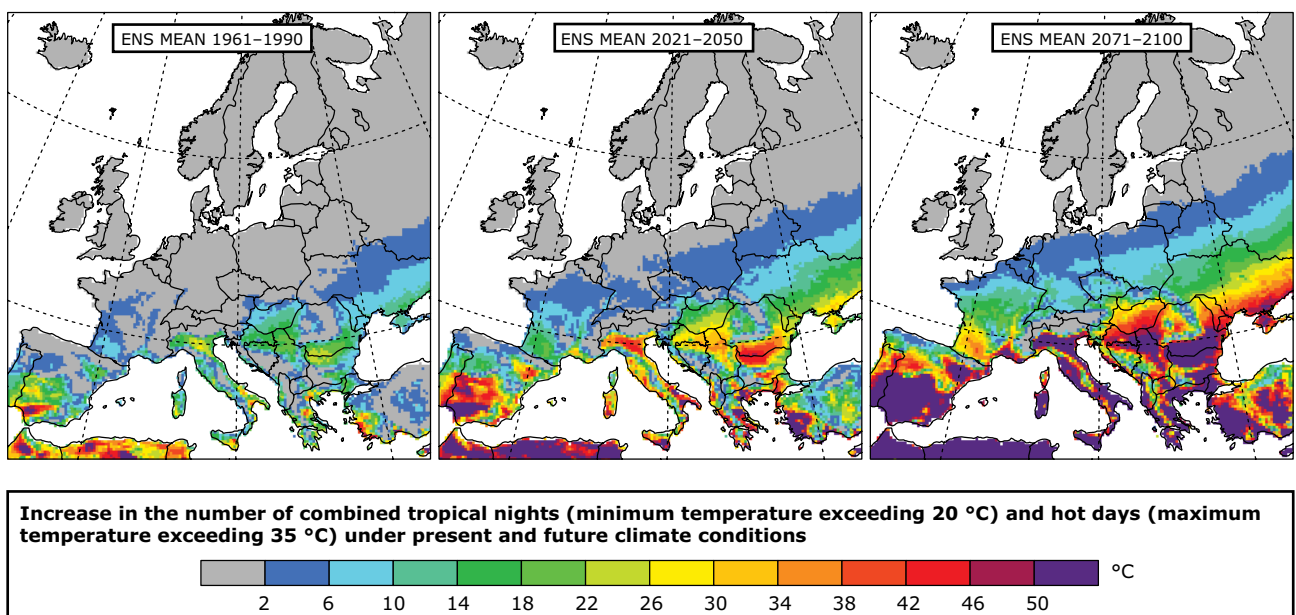 ENS MEAN 1961–1990
ENS MEAN 2021–2050
ENS MEAN 2071–2100
Increase in the number of combined tropical nights (minimum temperature exceeding 20 °C) and hot days (maximum
temperature exceeding 35 °C) under present and future climate conditions
°C
2 6 10 14 18 22 26 30 34 38 42 46 50